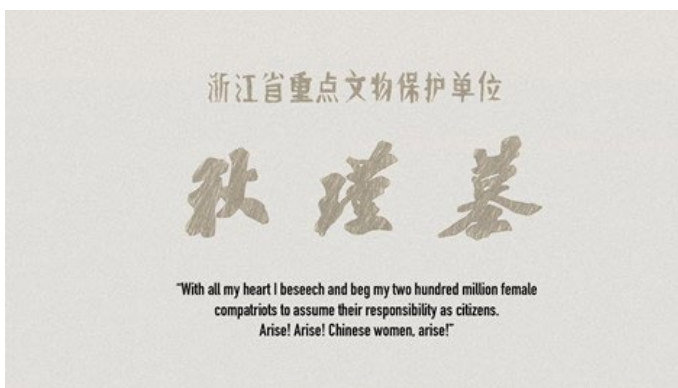 浙江省重点文物保护单位
秋瑾墓
"With all my heart I beseech and beg my two hundred million female
compatriots to assume their responsibility as citizens.
Arise! Arise! Chinese women, arise!"